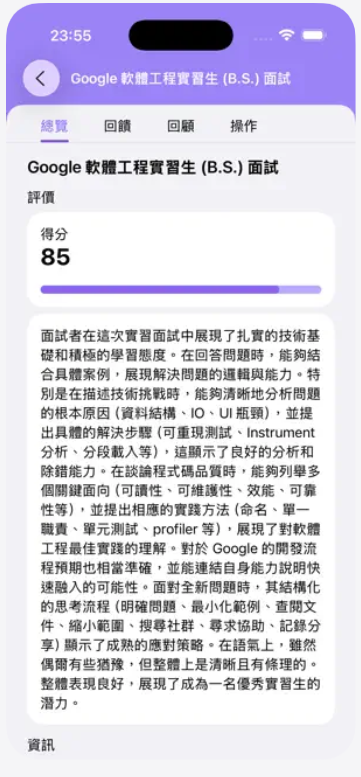 23:55
Google 軟體工程實習生 (B.S.) 面試
總覽 回饋 回顧 操作
Google 軟體工程實習生 (B.S.) 面試
評價
得分
85
面試者在這次實習面試中展現了扎實的技術基
礎和積極的學習態度。在回答問題時，能夠結
合具體案例，展現解決問題的邏輯與能力。特
別是在描述技術挑戰時，能夠清晰地分析問題
的根本原因 (資料結構、IO、UI 瓶頸)，並提
出具體的解決步驟 (可重現測試、Instrument
分析、分段載入等)，這顯示了良好的分析和
除錯能力。在談論程式碼品質時，能夠列舉多
個關鍵面向 (可讀性、可維護性、效能、可靠
性等)，並提出相應的實踐方法 (命名、單一
職責、單元測試、profiler 等)，展現了對軟體
工程最佳實踐的理解。對於 Google 的開發流
程預期也相當準確，並能連結自身能力說明快
速融入的可能性。面對全新問題時，其結構化
的思考流程 (明確問題、最小化範例、查閱文
件、縮小範圍、搜尋社群、尋求協助、記錄分
享) 顯示了成熟的應對策略。在語氣上，雖然
偶爾有些猶豫，但整體上是清晰且有條理的。
整體表現良好，展現了成為一名優秀實習生的
潛力。
資訊